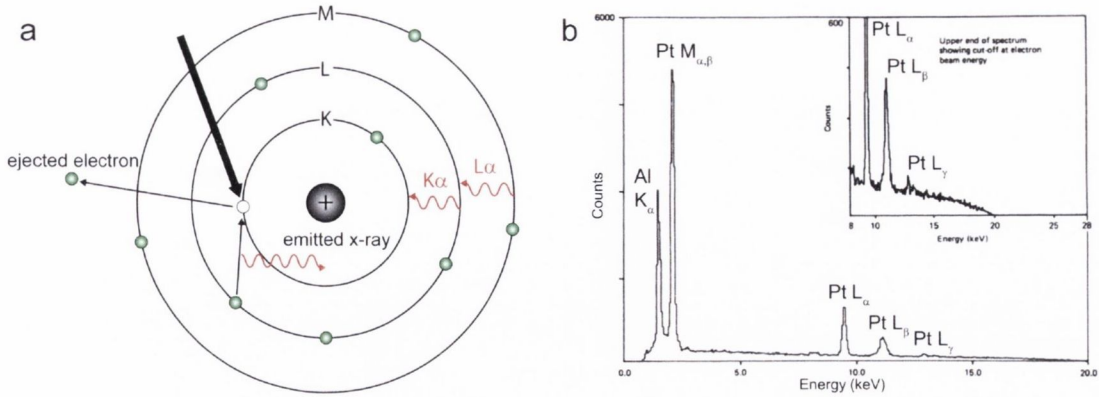 a
M
L
K
ejected electron
Kα
Lα
+
emitted x-ray
b
6000
Counts
Al
Kα
Pt Mα,β
Pt Lα
Pt Lβ
Pt Lγ
0.0 5.0 10.0 15.0 20.0
Energy (keV)
600
Counts
Pt Lα
Pt Lβ
Pt Lγ
Upper end of spectrum
showing cut-off at electron
beam energy
8 10 15 20 25 28
Energy (keV)